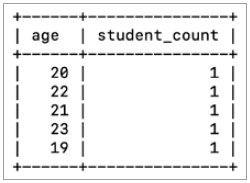 +------+---------------+
| age  | student_count |
+------+---------------+
|   20 |             1 |
|   22 |             1 |
|   21 |             1 |
|   23 |             1 |
|   19 |             1 |
+------+---------------+